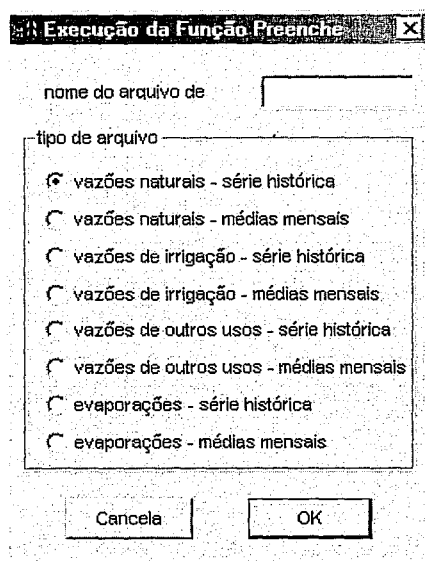 Execução da Função Preenche
nome do arquivo de
tipo de arquivo
vazões naturais - série histórica
vazões naturais - médias mensais
vazões de irrigação - série histórica
vazões de irrigação - médias mensais
vazões de outros usos - série histórica
vazões de outros usos - médias mensais
evaporações - série histórica
evaporações - médias mensais
Cancela OK